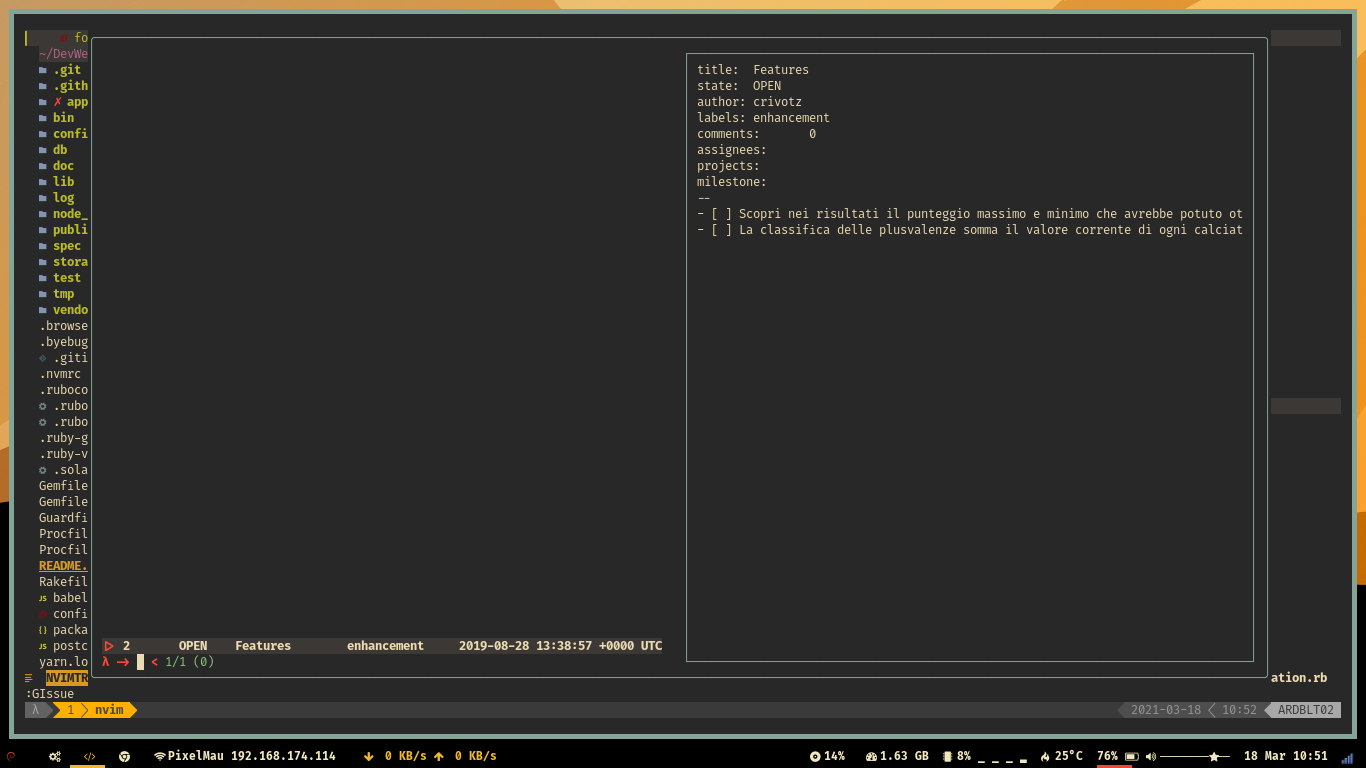 fo
~/DevWe
.git
.gith
✗ app
bin
confi
db
doc
lib
log
node_
publi
spec
stora
test
tmp
vendo
.browse
.byebug
.giti
.nvmrc
.ruboco
.rubo
.rubo
.ruby-g
.ruby-v
.sola
Gemfile
Gemfile
Guardfi
Procfil
Procfil
README.
Rakefil
JS babel
confi
{} packa
JS postc
yarn.lo
title:  Features
state:  OPEN
author: crivotz
labels: enhancement
comments:       0
assignees:
projects:
milestone:
--
- [ ] Scopri nei risultati il punteggio massimo e minimo che avrebbe potuto ot
- [ ] La classifica delle plusvalenze somma il valore corrente di ogni calciat
2       OPEN    Features        enhancement     2019-08-28 13:38:57 +0000 UTC
λ → < 1/1 (0)
NVIMTR ation.rb
:GIssue
λ 1 nvim 2021-03-18 10:52 ARDBLT02
</> PixelMau 192.168.174.114 0 KB/s 0 KB/s 14% 1.63 GB 8% 25°C 76% 18 Mar 10:51